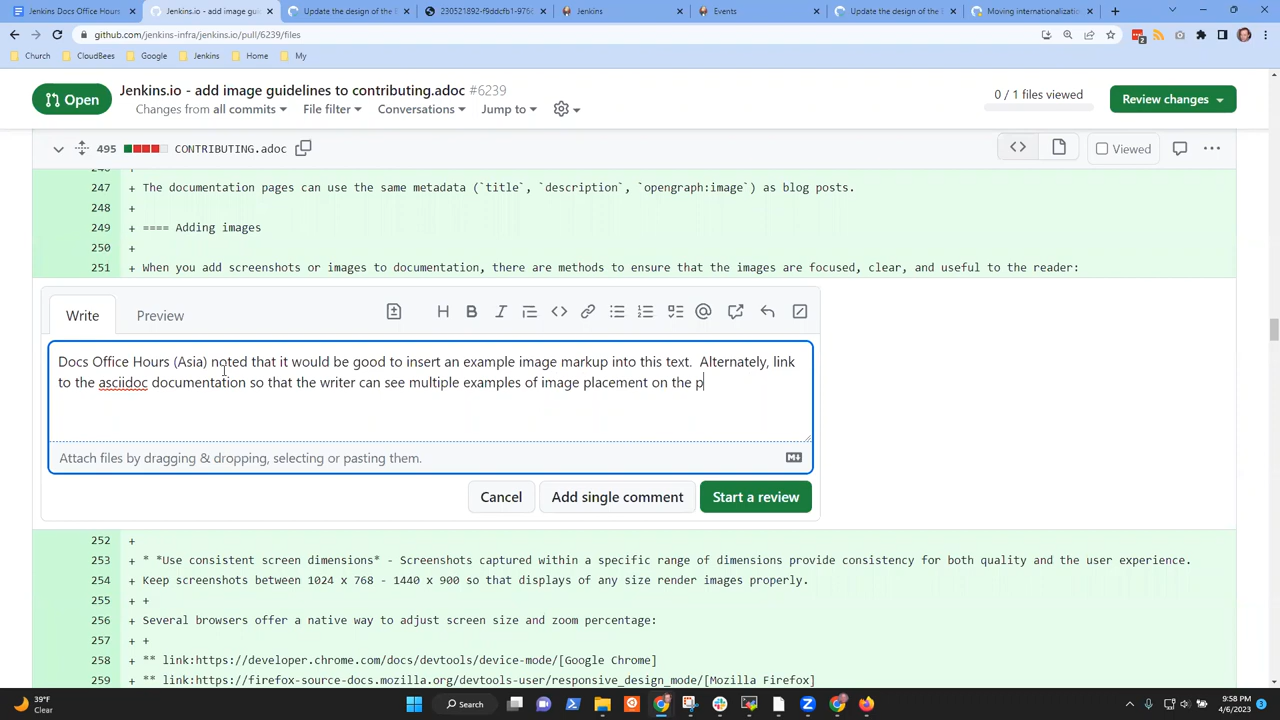 Jenkins Docs Office Hours
Jenkins.io - add image gui
Update the design of the E
230521892-f9ddcfb1-976
Jenkins
Events
Update the design of the E
Moving internationalizatio
github.com/jenkins-infra/jenkins.io/pull/6239/files
Church
CloudBees
Google
Jenkins
Home
My
Open
Jenkins.io - add image guidelines to contributing.adoc #6239
Changes from all commits
File filter
Conversations
Jump to
0 / 1 files viewed
Review changes
495
CONTRIBUTING.adoc
Viewed
247 + The documentation pages can use the same metadata (`title`, `description`, `opengraph:image`) as blog posts.
248 +
249 + ==== Adding images
250 +
251 + When you add screenshots or images to documentation, there are methods to ensure that the images are focused, clear, and useful to the reader:
Write
Preview
Docs Office Hours (Asia) noted that it would be good to insert an example image markup into this text.  Alternately, link
to the asciidoc documentation so that the writer can see multiple examples of image placement on the p
Attach files by dragging & dropping, selecting or pasting them.
Cancel
Add single comment
Start a review
252 +
253 + * *Use consistent screen dimensions* - Screenshots captured within a specific range of dimensions provide consistency for both quality and the user experience.
254 + Keep screenshots between 1024 x 768 - 1440 x 900 so that displays of any size render images properly.
255 + +
256 + Several browsers offer a native way to adjust screen size and zoom percentage:
257 + +
258 + ** link:https://developer.chrome.com/docs/devtools/device-mode/[Google Chrome]
259 + ** link:https://firefox-source-docs.mozilla.org/devtools-user/responsive_design_mode/[Mozilla Firefox]
39°F
Clear
Search
9:58 PM
4/6/2023